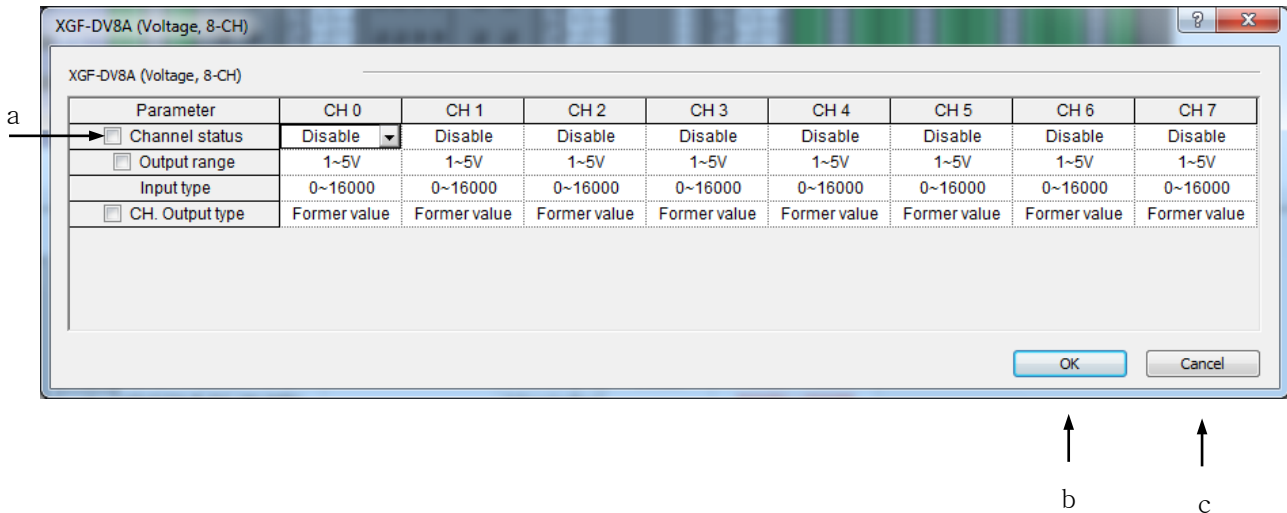 XGF-DV8A (Voltage, 8-CH)
?
X
XGF-DV8A (Voltage, 8-CH)
Parameter CH 0 CH 1 CH 2 CH 3 CH 4 CH 5 CH 6 CH 7
a
Channel status Disable Disable Disable Disable Disable Disable Disable Disable
Output range 1~5V 1~5V 1~5V 1~5V 1~5V 1~5V 1~5V 1~5V
Input type 0~16000 0~16000 0~16000 0~16000 0~16000 0~16000 0~16000 0~16000
CH. Output type Former value Former value Former value Former value Former value Former value Former value Former value
OK Cancel
b c